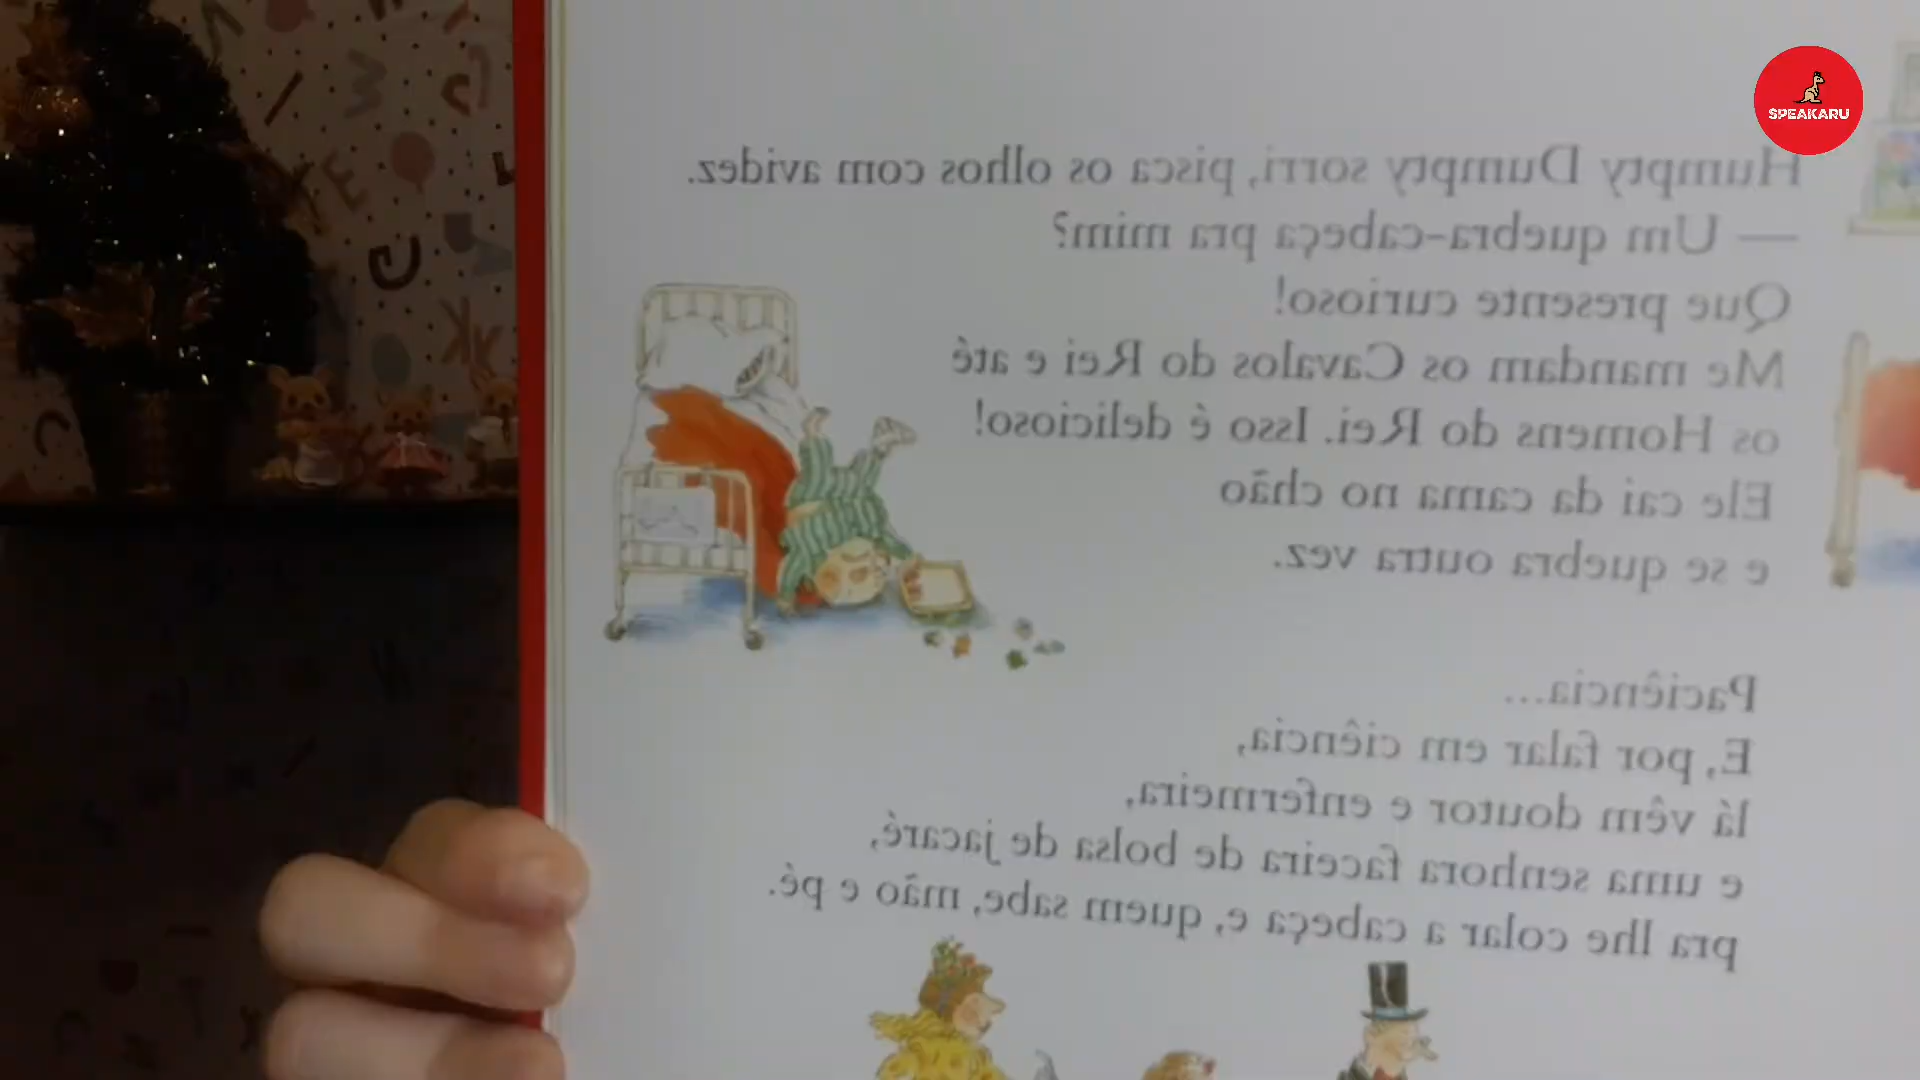 SPEAKARU
Humpty Dumpty sorri, pisca os olhos com avidez.
— Um quebra-cabeça pra mim?
Que presente curioso!
Me mandam os Cavalos do Rei e até
os Homens do Rei. Isso é delicioso!
Ele cai da cama no chão
e se quebra outra vez.
Paciência...
E, por falar em ciência,
lá vêm doutor e enfermeira,
e uma senhora faceira de bolsa de jacaré,
pra lhe colar a cabeça e, quem sabe, mão e pé.